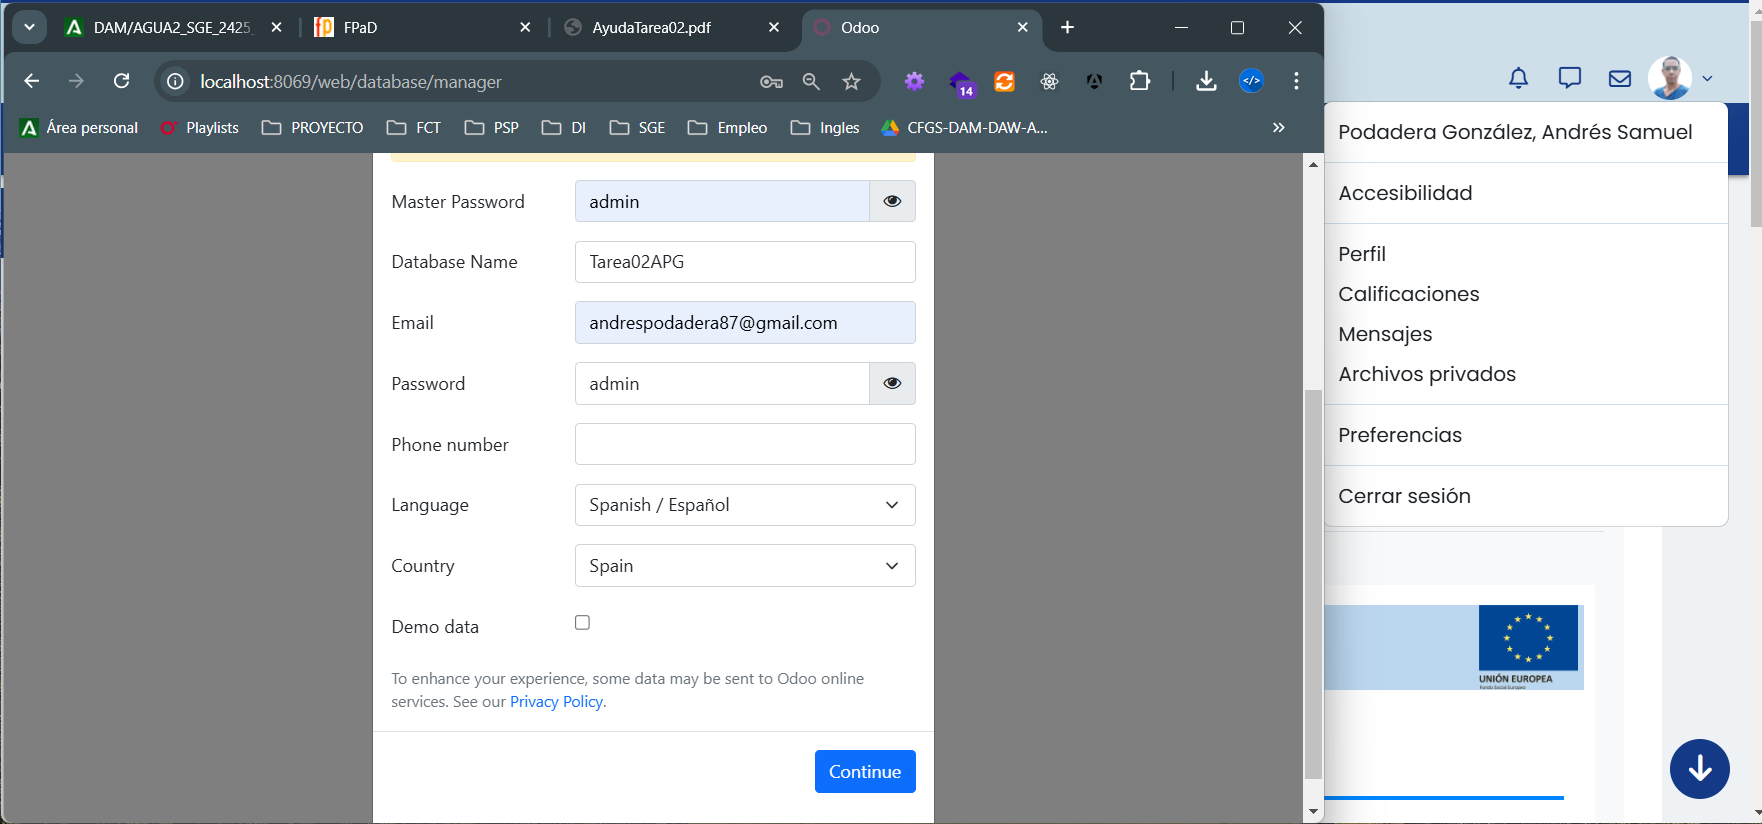 DAM/AGUA2_SGE_2425_
FPaD
AyudaTarea02.pdf
Odoo
localhost:8069/web/database/manager
14
Área personal
Playlists
PROYECTO
FCT
PSP
DI
SGE
Empleo
Ingles
CFGS-DAM-DAW-A...
Master Password
admin
Database Name
Tarea02APG
Email
andrespodadera87@gmail.com
Password
admin
Phone number
Language
Spanish / Español
Country
Spain
Demo data
To enhance your experience, some data may be sent to Odoo online
services. See our Privacy Policy.
Continue
Podadera González, Andrés Samuel
Accesibilidad
Perfil
Calificaciones
Mensajes
Archivos privados
Preferencias
Cerrar sesión
UNIÓN EUROPEA
Fondo Social Europeo